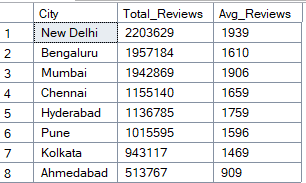 City Total_Reviews Avg_Reviews
1 New Delhi 2203629 1939
2 Bengaluru 1957184 1610
3 Mumbai 1942869 1906
4 Chennai 1155140 1659
5 Hyderabad 1136785 1759
6 Pune 1015595 1596
7 Kolkata 943117 1469
8 Ahmedabad 513767 909